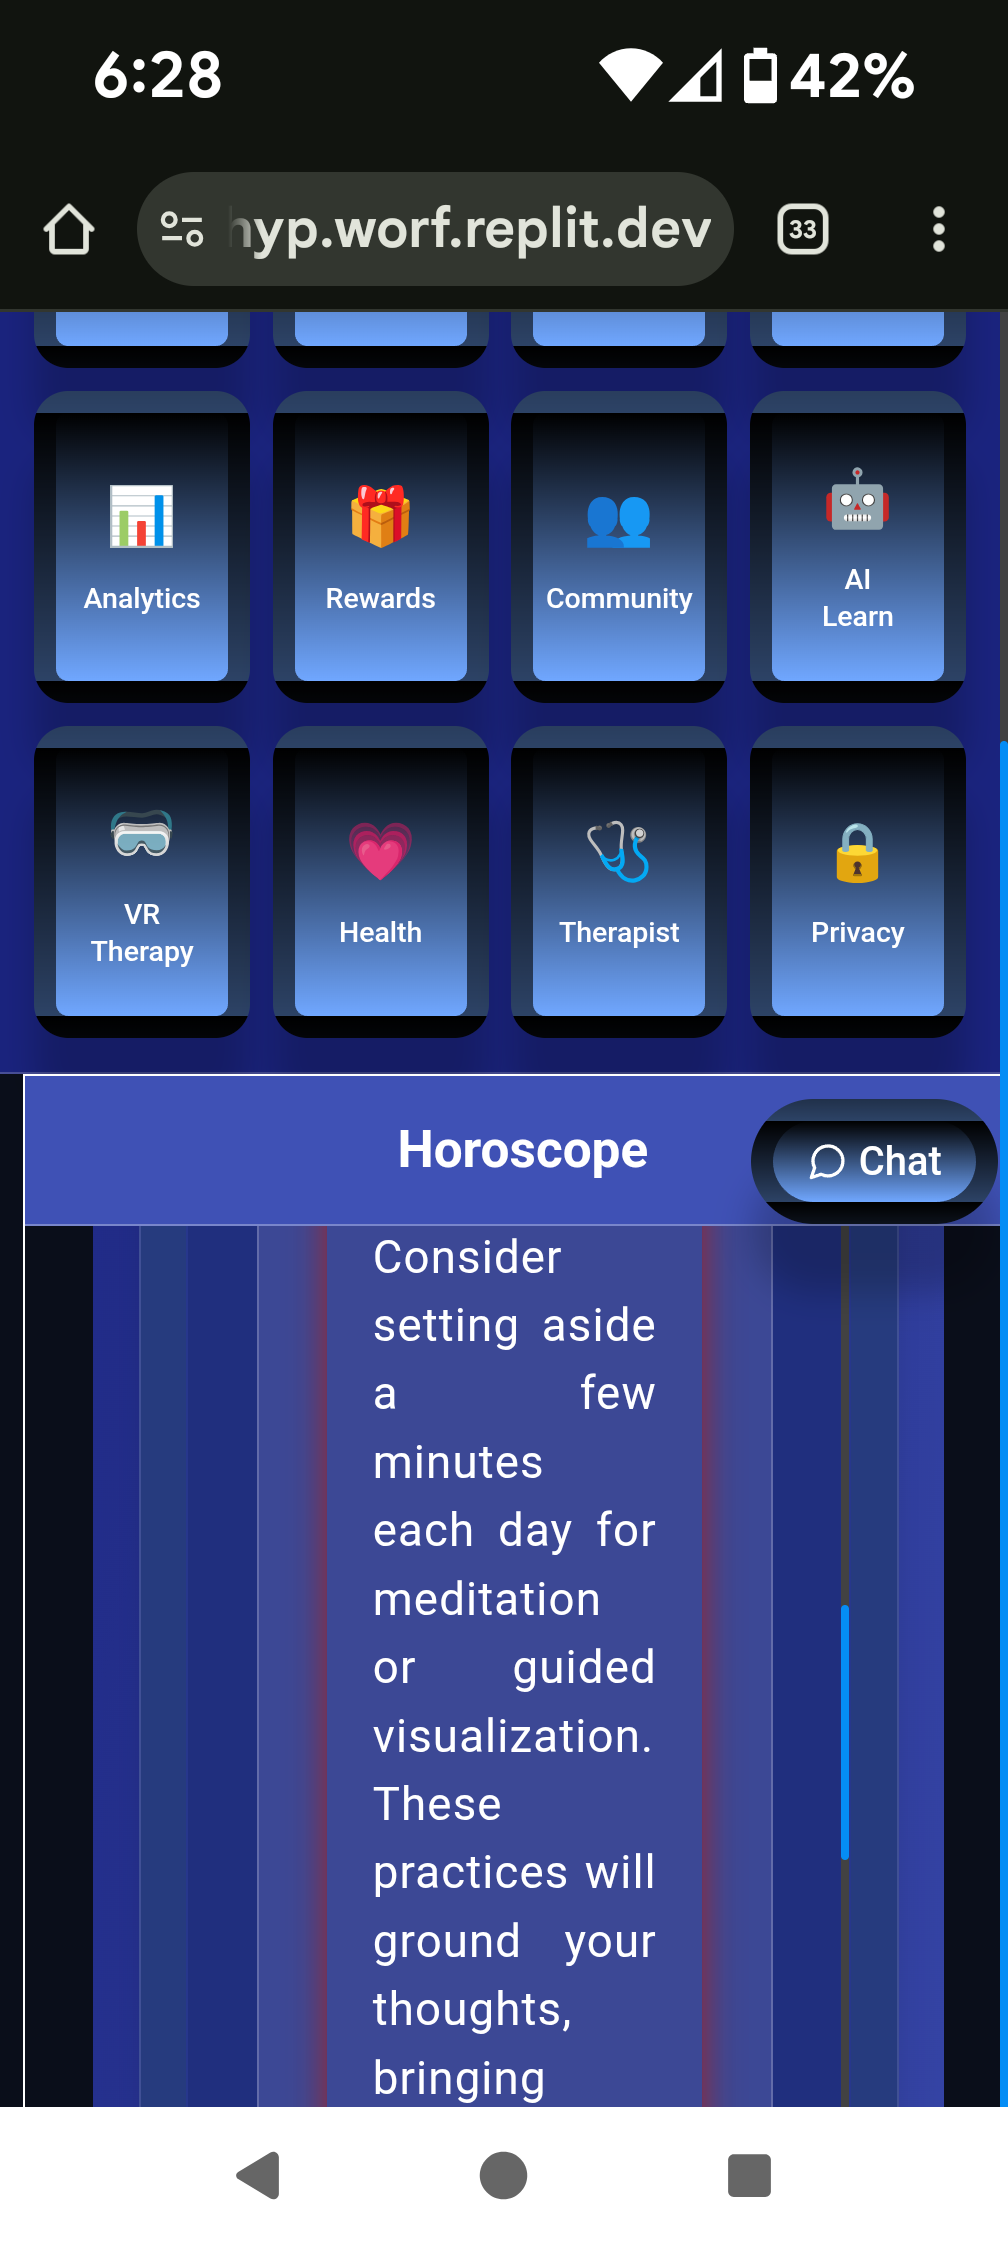 6:28
42%
hyp.worf.replit.dev
33
Analytics
Rewards
Community
AI
Learn
VR
Therapy
Health
Therapist
Privacy
Horoscope
Chat
Consider
setting aside
a few
minutes
each day for
meditation
or guided
visualization.
These
practices will
ground your
thoughts,
bringing